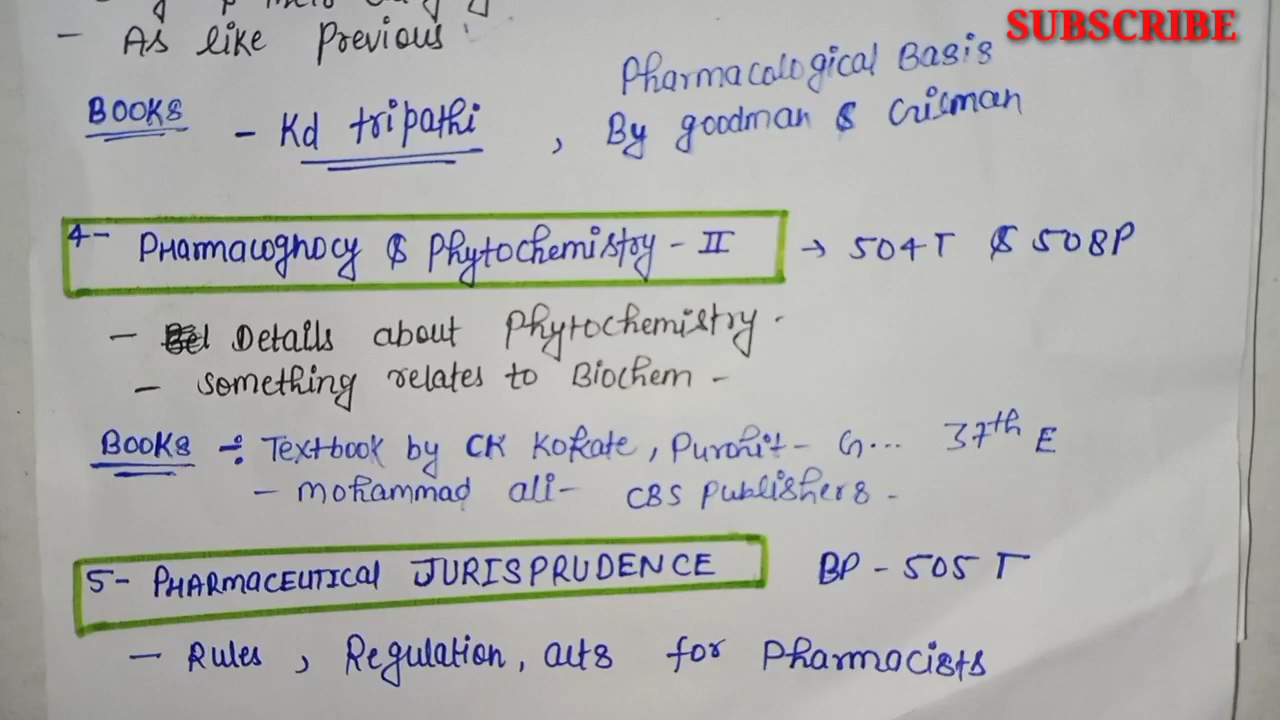 SUBSCRIBE
- As like Previous
Pharmacological Basis
BOOKS - Kd tripathi , By goodman &
4- PHarmacoghocy & Phytochemistry - II → 504T & 508P
- Details about Phytochemistry.
- something relates to Biochem -
BOOKS ÷ Textbook by CK Kokate, Purohit - G... 37th E
- Mohammad ali - CBS Publishers -
5- PHARMACEUTICAl JURISPRUDENCE BP - 505 T
- Rules , Regulation, acts for Pharmacists